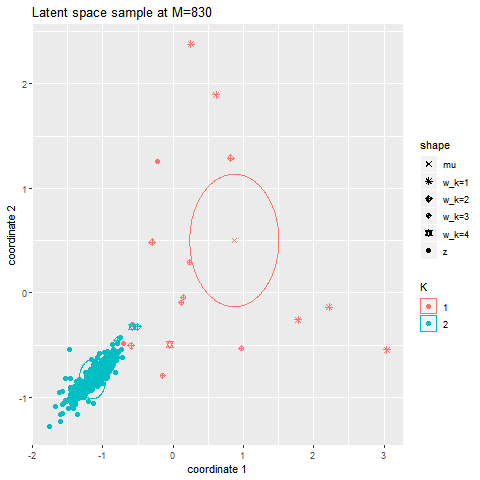 Latent space sample at M=830
coordinate 2
2
1
0
-1
-2
-1
0
1
2
3
coordinate 1
shape
mu
w_k=1
w_k=2
w_k=3
w_k=4
z
K
1
2